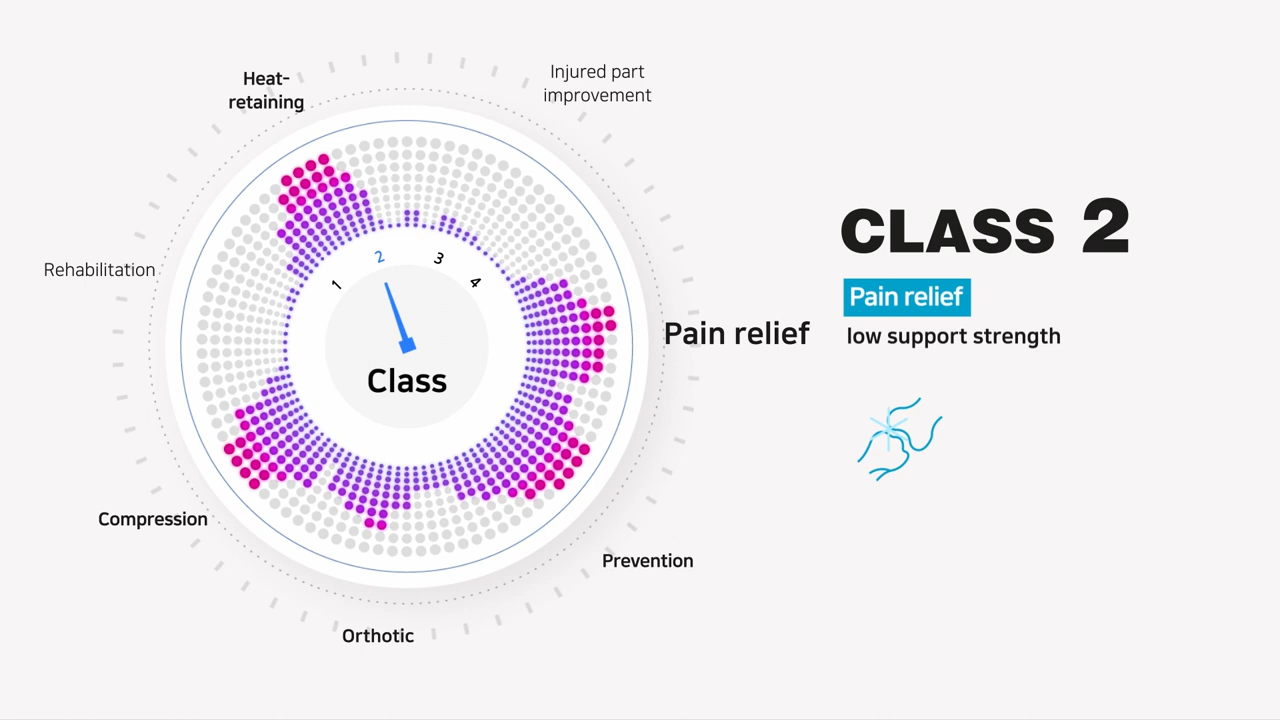 Heat-
retaining
Injured part
improvement
Rehabilitation
1
2
3
4
Class
Pain relief
Compression
Prevention
Orthotic
CLASS 2
Pain relief
low support strength